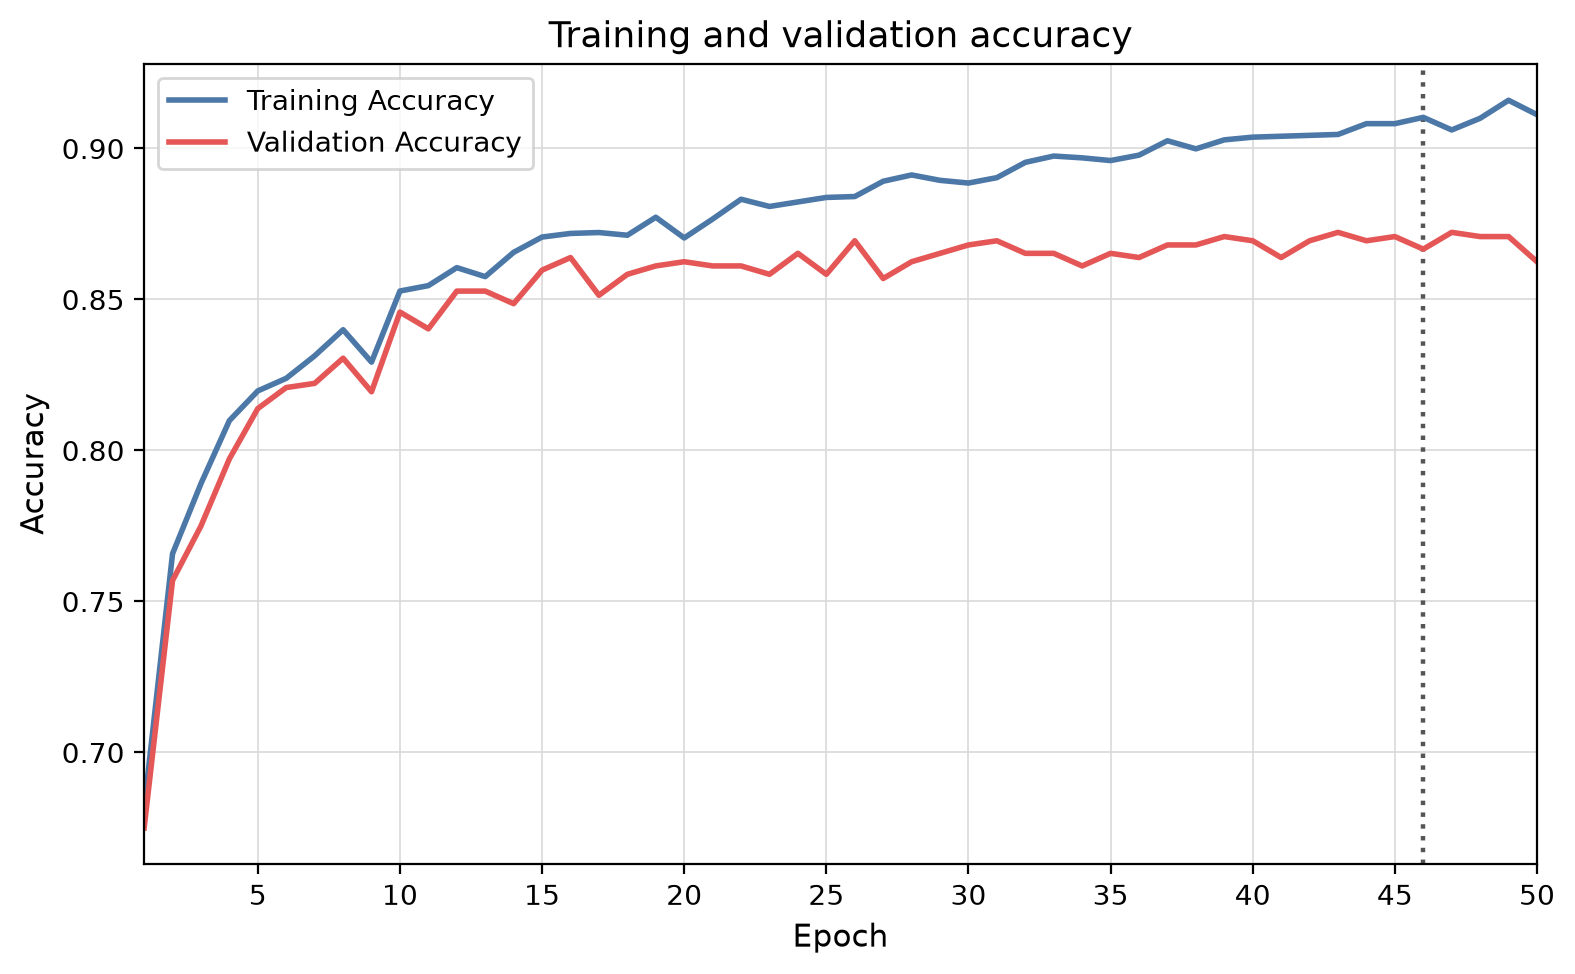 Training and validation accuracy
Training Accuracy
Validation Accuracy
0.90
0.85
0.80
0.75
0.70
Accuracy
5 10 15 20 25 30 35 40 45 50
Epoch